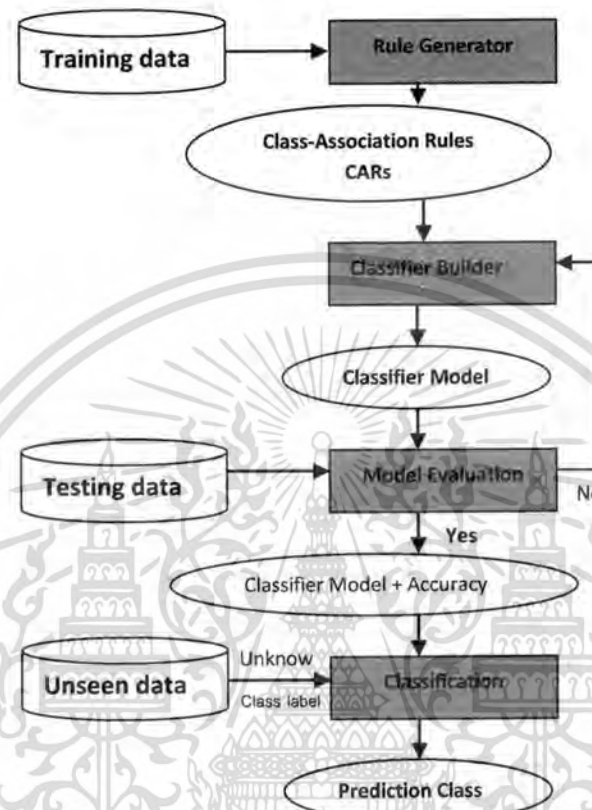 Training data
Rule Generator
Class-Association Rules
CARs
Classifier Builder
Classifier Model
Testing data
Model Evaluation
Yes
Classifier Model + Accuracy
Unseen data
Unknow
Class label
Classification
Prediction Class